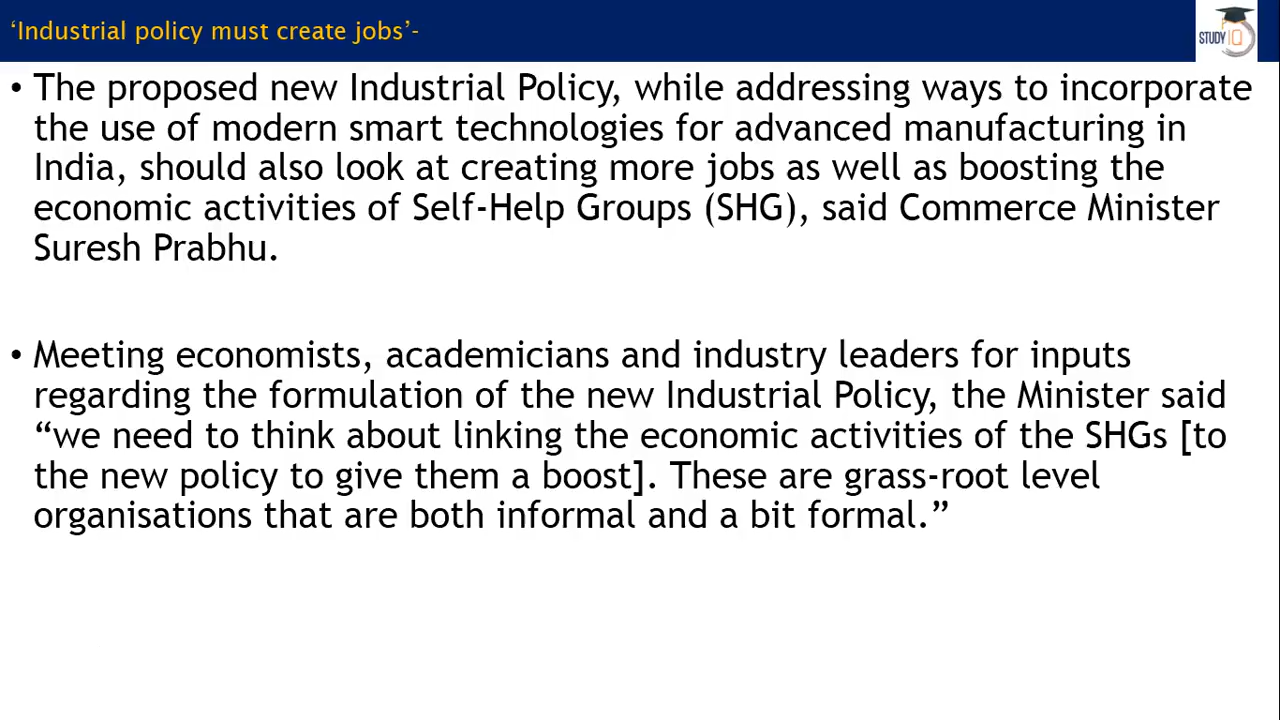 ‘Industrial policy must create jobs’-
STUDY IQ
• The proposed new Industrial Policy, while addressing ways to incorporate
the use of modern smart technologies for advanced manufacturing in
India, should also look at creating more jobs as well as boosting the
economic activities of Self-Help Groups (SHG), said Commerce Minister
Suresh Prabhu.
• Meeting economists, academicians and industry leaders for inputs
regarding the formulation of the new Industrial Policy, the Minister said
“we need to think about linking the economic activities of the SHGs [to
the new policy to give them a boost]. These are grass-root level
organisations that are both informal and a bit formal.”